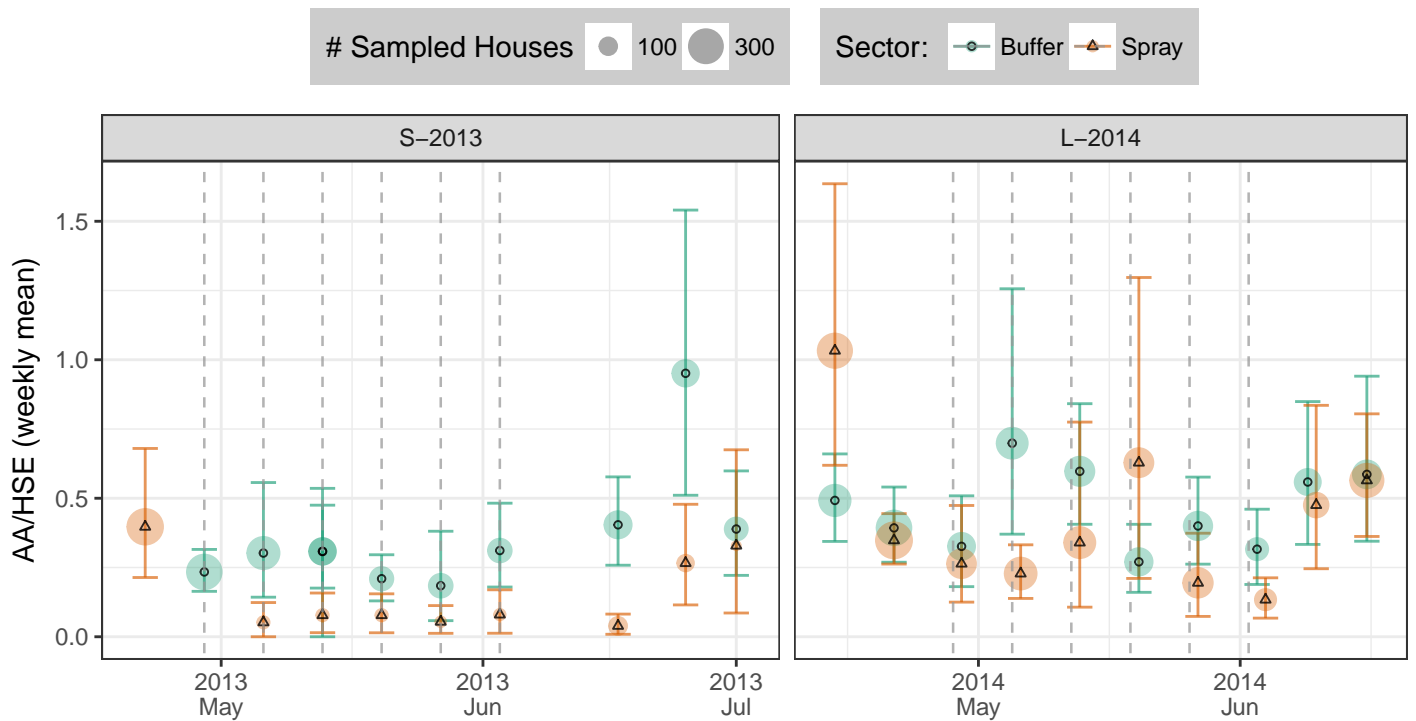 # Sampled Houses 100 300 Sector: Buffer Spray
S−2013 L−2014
AA/HSE (weekly mean)
1.5
1.0
0.5
0.0
2013 2013 2013 2014 2014
May Jun Jul May Jun